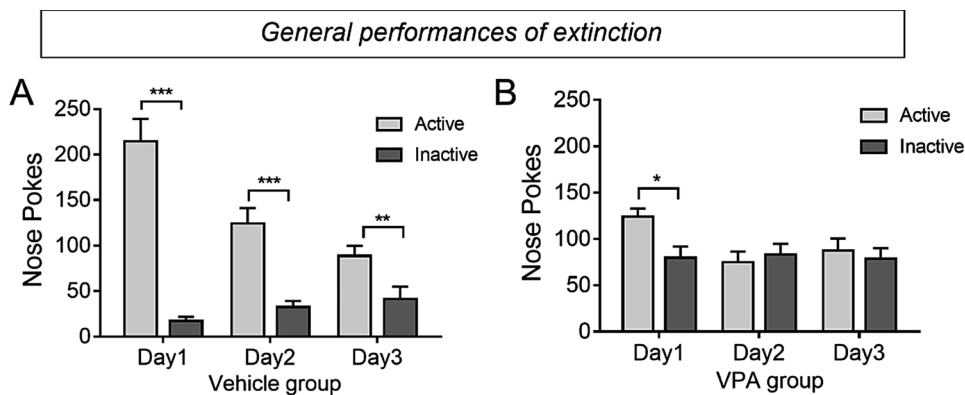 General performances of extinction
A
250
200
150
100
50
0
Nose Pokes
***
***
**
Active
Inactive
Day1 Day2 Day3
Vehicle group
B
250
200
150
100
50
0
Nose Pokes
*
Active
Inactive
Day1 Day2 Day3
VPA group